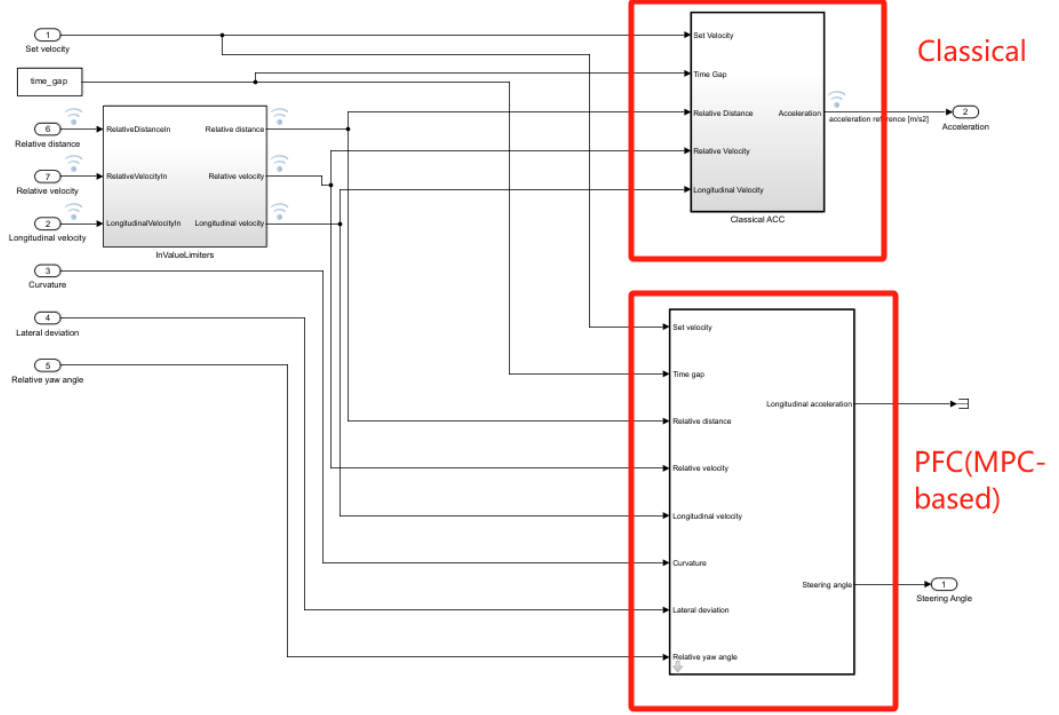 1
Set velocity
time_gap
6
Relative distance
7
Relative velocity
2
Longitudinal velocity
3
Curvature
4
Lateral deviation
5
Relative yaw angle
RelativeDistanceIn
Relative distance
RelativeVelocityIn
Relative velocity
LongitudinalVelocityIn
Longitudinal velocity
InValueLimiters
Set Velocity
Time Gap
Relative Distance
Acceleration
Relative Velocity
Longitudinal Velocity
Classical ACC
acceleration reference [m/s2]
2
Acceleration
Classical
Set velocity
Time gap
Longitudinal acceleration
Relative distance
Relative velocity
Longitudinal velocity
Curvature
Steering angle
Lateral deviation
Relative yaw angle
1
Steering Angle
PFC(MPC-
based)